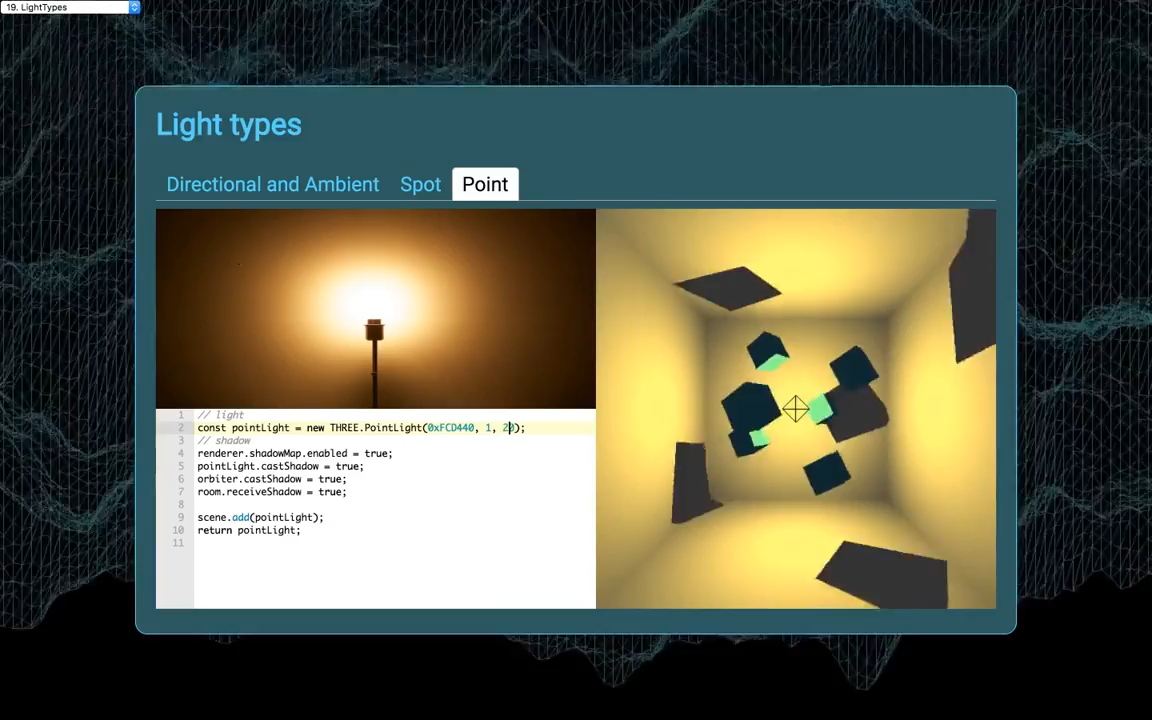 19. LightTypes
Light types
Directional and Ambient Spot Point
1 // light
2 const pointLight = new THREE.PointLight(0xFCD440, 1, 20);
3 // shadow
4 renderer.shadowMap.enabled = true;
5 pointLight.castShadow = true;
6 orbiter.castShadow = true;
7 room.receiveShadow = true;
8
9 scene.add(pointLight);
10 return pointLight;
11